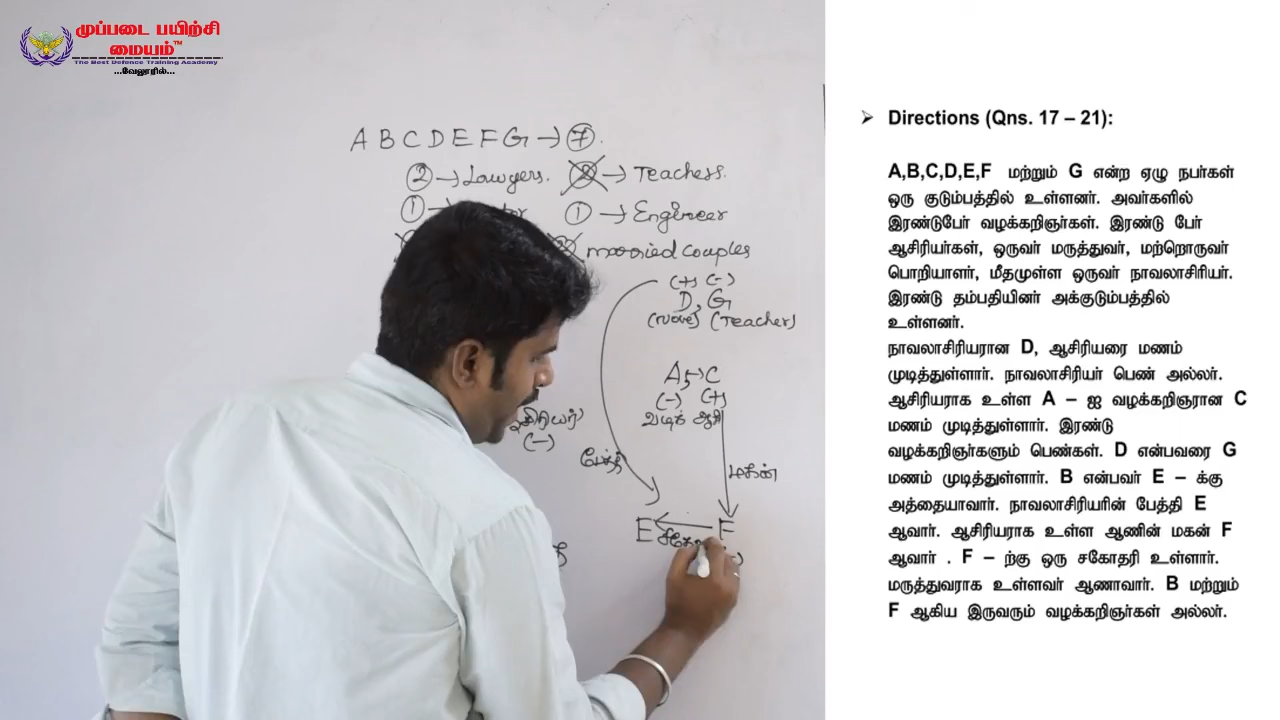 முப்படை பயிற்சி
மையம்™
The Best Defence Training Academy
...வேலூரில்...
A B C D E F G → 7.
2 → Lawyers. 2 → Teachers.
1 → 1 → Engineer
married couples
(+) (-)
D, G
(Nove) (Teacher)
A, → C
(-) (+)
(-)
மகன்
E ← F
Directions (Qns. 17 – 21):
A,B,C,D,E,F மற்றும் G என்ற ஏழு நபர்கள்
ஒரு குடும்பத்தில் உள்ளனர். அவர்களில்
இரண்டுபேர் வழக்கறிஞர்கள். இரண்டு பேர்
ஆசிரியர்கள், ஒருவர் மருத்துவர், மற்றொருவர்
பொறியாளர், மீதமுள்ள ஒருவர் நாவலாசிரியர்.
இரண்டு தம்பதியினர் அக்குடும்பத்தில்
உள்ளனர்.
நாவலாசிரியரான D, ஆசிரியரை மணம்
முடித்துள்ளார். நாவலாசிரியர் பெண் அல்லர்.
ஆசிரியராக உள்ள A – ஐ வழக்கறிஞரான C
மணம் முடித்துள்ளார். இரண்டு
வழக்கறிஞர்களும் பெண்கள். D என்பவரை G
மணம் முடித்துள்ளார். B என்பவர் E – க்கு
அத்தையாவார். நாவலாசிரியரின் பேத்தி E
ஆவார். ஆசிரியராக உள்ள ஆணின் மகன் F
ஆவார் . F – ற்கு ஒரு சகோதரி உள்ளார்.
மருத்துவராக உள்ளவர் ஆணாவார். B மற்றும்
F ஆகிய இருவரும் வழக்கறிஞர்கள் அல்லர்.